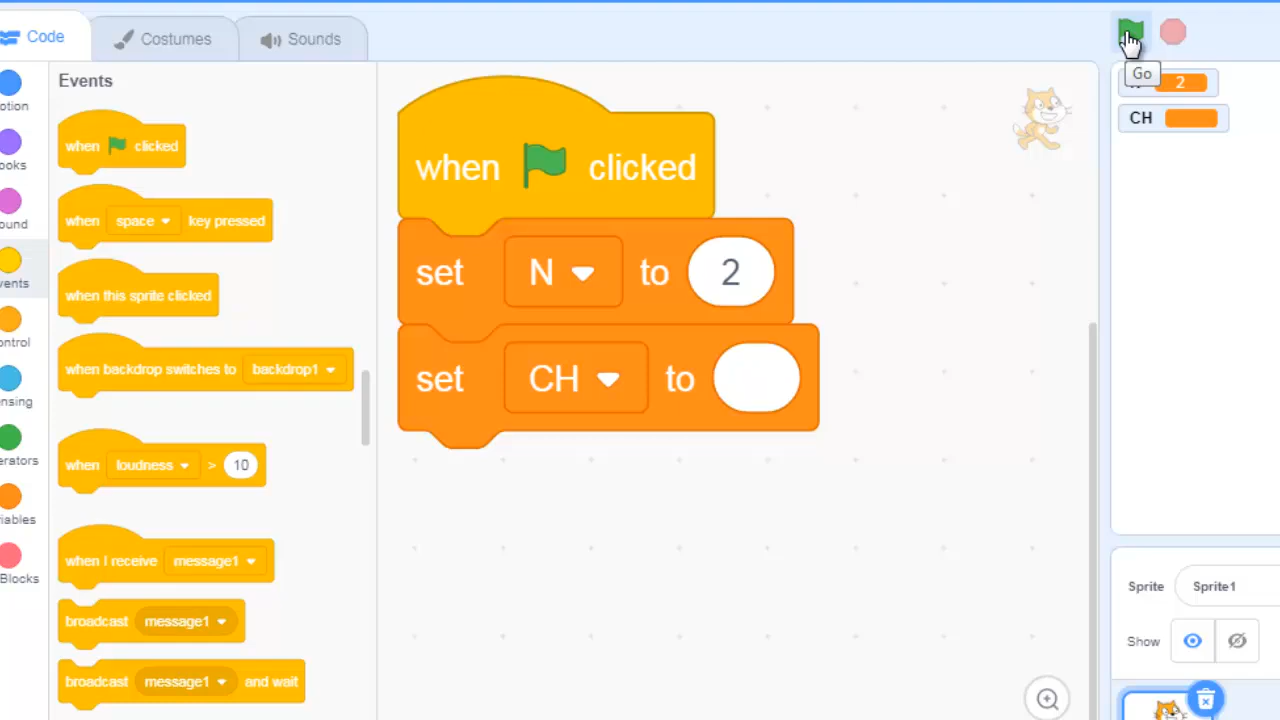 Code
Costumes
Sounds
Go
2
CH
Events
when clicked
when space key pressed
when this sprite clicked
when backdrop switches to backdrop1
when loudness > 10
when I receive message1
broadcast message1
broadcast message1 and wait
otion
ooks
ound
vents
ontrol
ensing
erators
riables
Blocks
when clicked
set N to 2
set CH to
Sprite Sprite1
Show